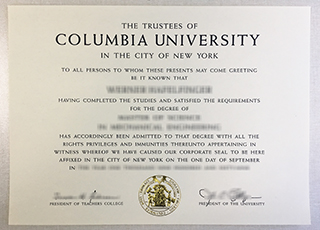 THE TRUSTEES OF
COLUMBIA UNIVERSITY
IN THE CITY OF NEW YORK
TO ALL PERSONS TO WHOM THESE PRESENTS MAY COME GREETING
BE IT KNOWN THAT
HAVING COMPLETED THE STUDIES AND SATISFIED THE REQUIREMENTS
FOR THE DEGREE OF
HAS ACCORDINGLY BEEN ADMITTED TO THAT DEGREE WITH ALL THE
RIGHTS PRIVILEGES AND IMMUNITIES THEREUNTO APPERTAINING IN
WITNESS WHEREOF WE HAVE CAUSED OUR CORPORATE SEAL TO BE HERE
AFFIXED IN THE CITY OF NEW YORK ON THE ONE DAY OF SEPTEMBER
PRESIDENT OF TEACHERS COLLEGE
PRESIDENT OF THE UNIVERSITY